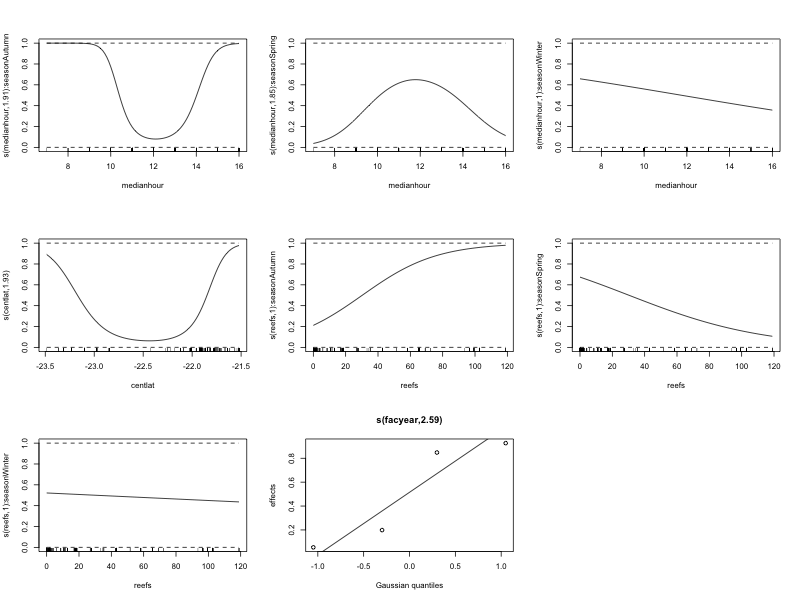 s(medianhour,1.91):seasonAutumn
0.0 0.2 0.4 0.6 0.8 1.0
8 10 12 14 16
medianhour
s(medianhour,1.85):seasonSpring
0.0 0.2 0.4 0.6 0.8 1.0
8 10 12 14 16
medianhour
s(medianhour,1):seasonWinter
0.0 0.2 0.4 0.6 0.8 1.0
8 10 12 14 16
medianhour
s(centlat,1.93)
0.0 0.2 0.4 0.6 0.8 1.0
-23.5 -23.0 -22.5 -22.0 -21.5
centlat
s(reefs,1):seasonAutumn
0.0 0.2 0.4 0.6 0.8 1.0
0 20 40 60 80 100 120
reefs
s(reefs,1):seasonSpring
0.0 0.2 0.4 0.6 0.8 1.0
0 20 40 60 80 100 120
reefs
s(reefs,1):seasonWinter
0.0 0.2 0.4 0.6 0.8 1.0
0 20 40 60 80 100 120
reefs
s(facyear,2.59)
effects
0.2 0.4 0.6 0.8
-1.0 -0.5 0.0 0.5 1.0
Gaussian quantiles